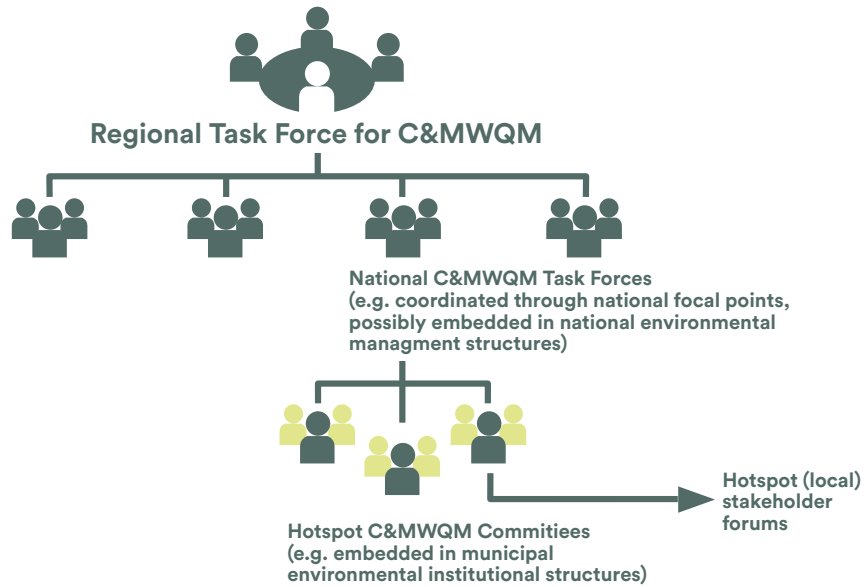 Regional Task Force for C&MWQM
National C&MWQM Task Forces
(e.g. coordinated through national focal points,
possibly embedded in national environmental
managment structures)
Hotspot (local)
stakeholder
forums
Hotspot C&MWQM Commitiees
(e.g. embedded in municipal
environmental institutional structures)